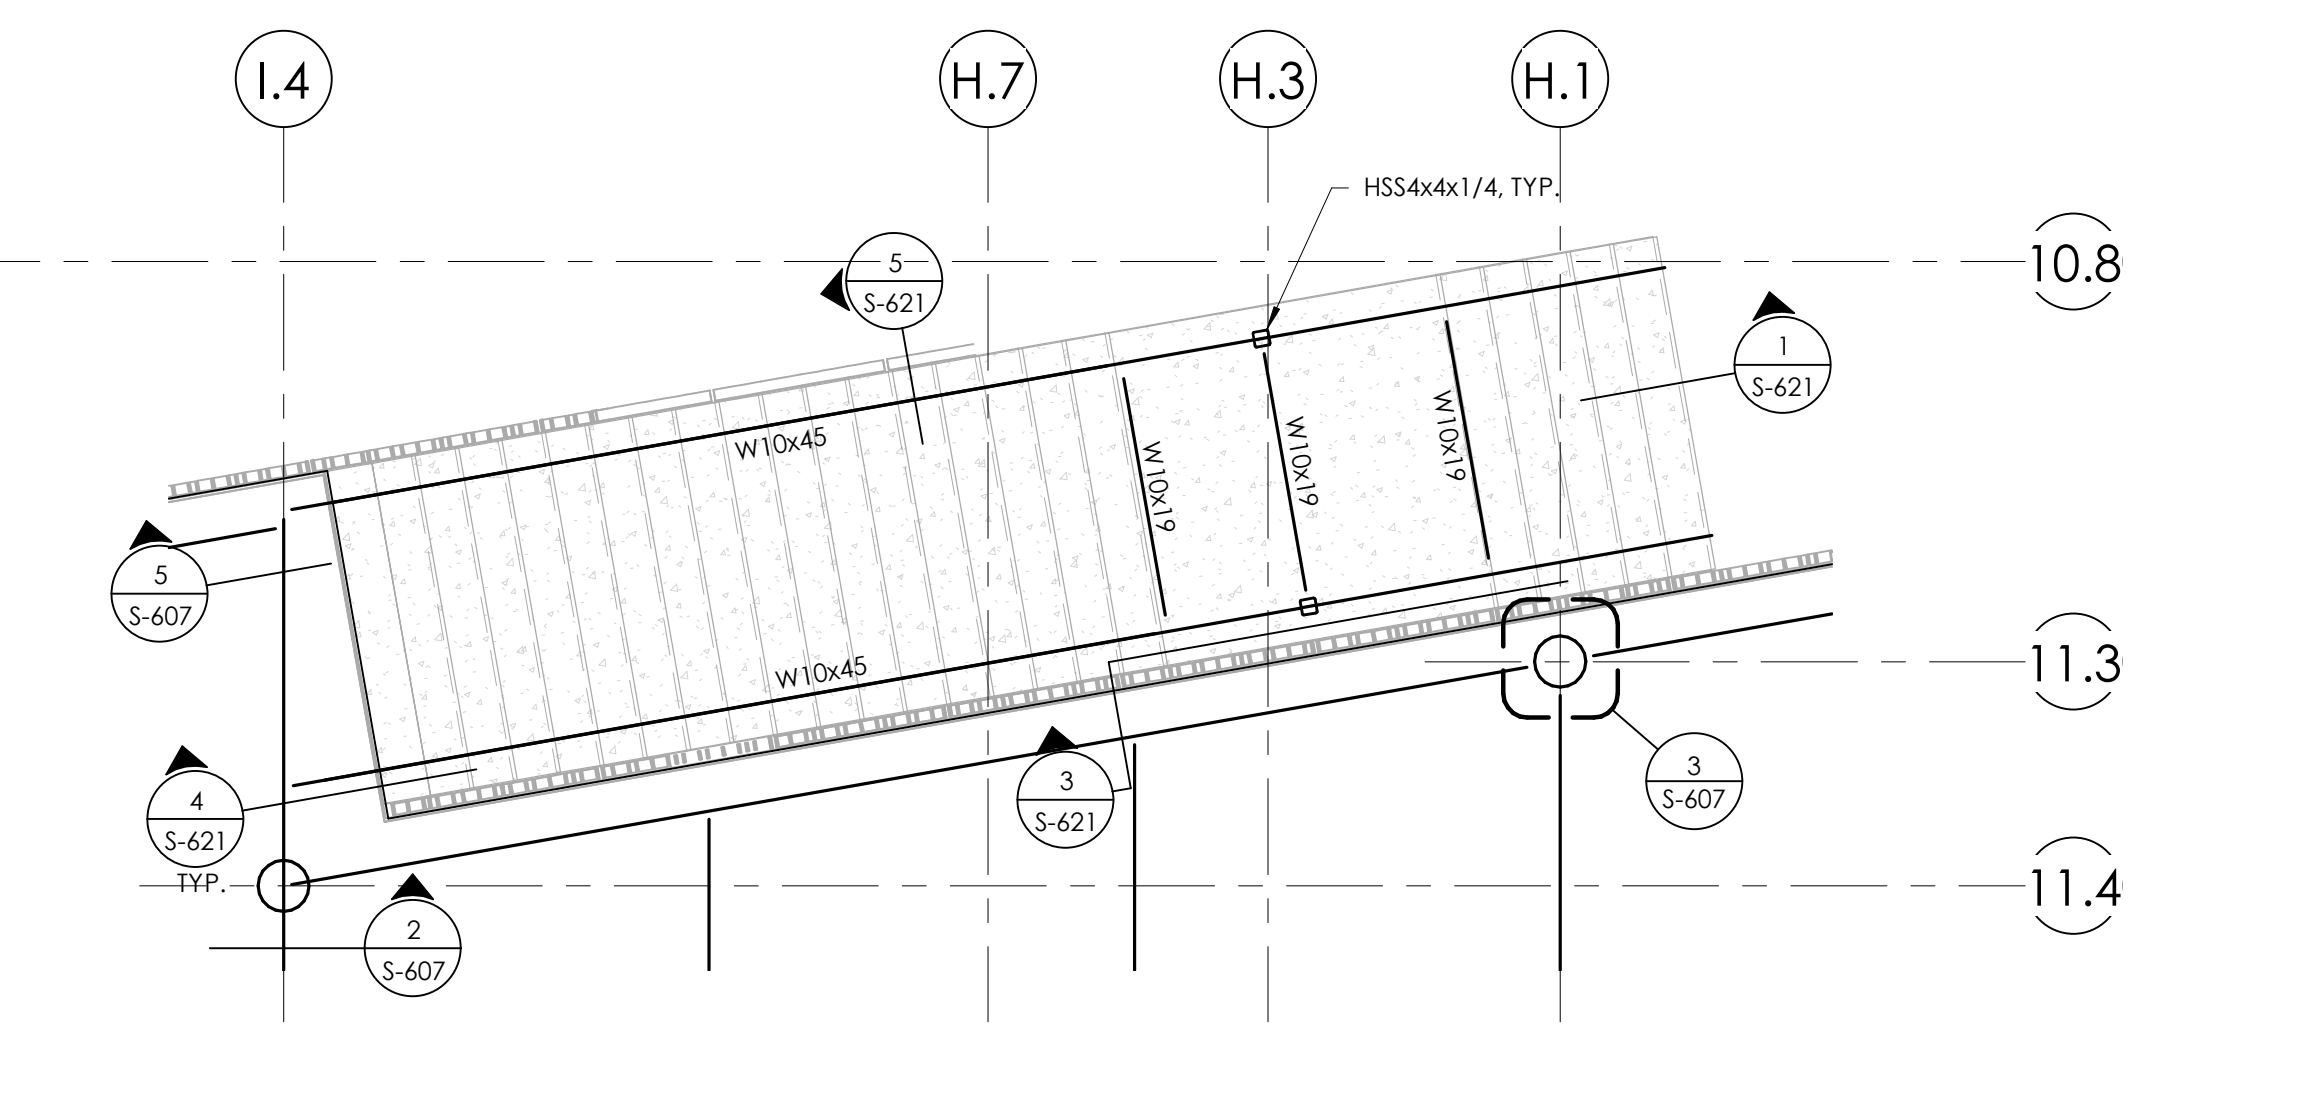 I.4
H.7
H.3
H.1
HSS4x4x1/4, TYP.
10.8
5
S-621
1
S-621
W10x45
W10x19
W10x19
W10x19
5
S-607
W10x45
11.3
4
S-621
TYP.
3
S-621
3
S-607
11.4
2
S-607